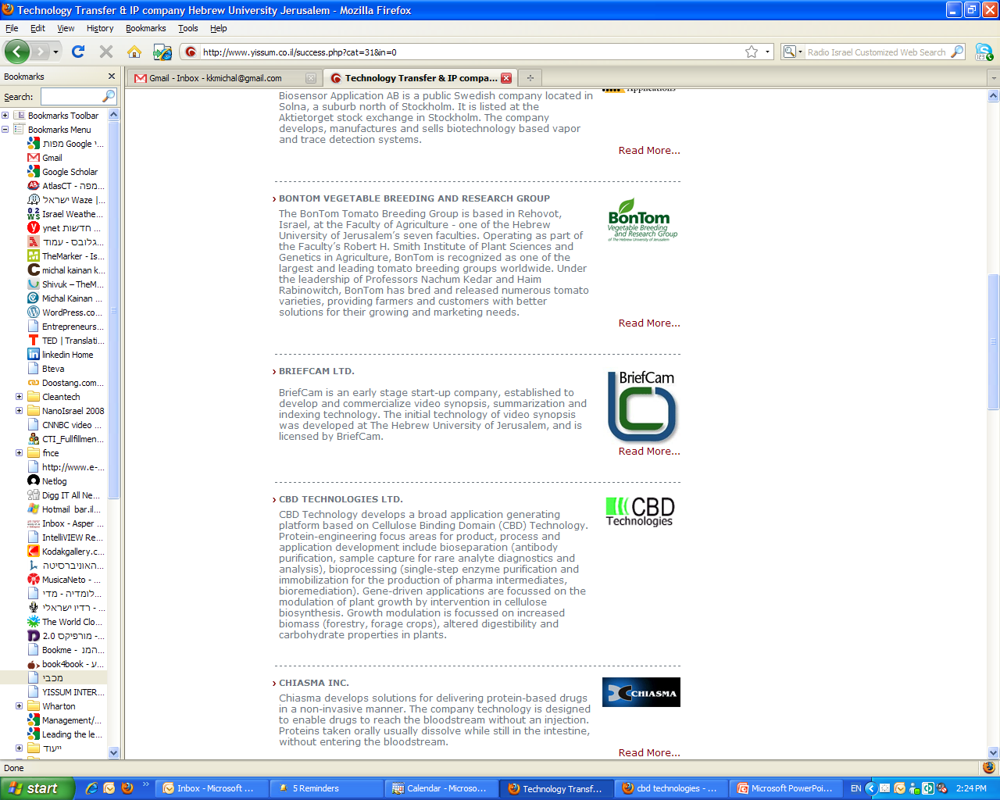 Technology Transfer & IP company Hebrew University Jerusalem - Mozilla Firefox
File Edit View History Bookmarks Tools Help
http://www.yissum.co.il/success.php?cat=31&in=0
Radio Israel Customized Web Search
Bookmarks
Gmail - Inbox - kkmichal@gmail.com
Technology Transfer & IP compa...
Search:
Bookmarks Toolbar
Bookmarks Menu
מפות Google י...
Gmail
Google Scholar
AtlasCT - מפה...
ישראל Waze |...
Israel Weathe...
ynet חדשות ...
גלובס - עמוד...
TheMarker - Is...
michal kainan k...
Shivuk – TheM...
Michal Kainan ...
WordPress.co...
Entrepreneurs...
TED | Translati...
linkedin Home
Bteva
Doostang.com...
Cleantech
NanoIsrael 2008
CNNBC video ...
CTI_Fullfillmen...
fnce
http://www.e-...
Netlog
Digg IT All Ne...
Hotmail bar.il...
Inbox - Asper ...
IntelliVIEW Re...
Kodakgallery.c...
האוניברסיטה...
MusicaNeto - ...
לומדיה - מדי...
רדיו ישראלי - ...
The World Clo...
מורפיקס 2.0 -...
Bookme - המנ...
book4book - ע...
מכבי
YISSUM INTER...
Wharton
Management/...
Leading the le...
ייעוד
Biosensor Application AB is a public Swedish company located in
Solna, a suburb north of Stockholm. It is listed at the
Aktietorget stock exchange in Stockholm. The company
develops, manufactures and sells biotechnology based vapor
and trace detection systems.
Applications
Read More...
› BONTOM VEGETABLE BREEDING AND RESEARCH GROUP
The BonTom Tomato Breeding Group is based in Rehovot,
Israel, at the Faculty of Agriculture - one of the Hebrew
University of Jerusalem’s seven faculties. Operating as part of
the Faculty’s Robert H. Smith Institute of Plant Sciences and
Genetics in Agriculture, BonTom is recognized as one of the
largest and leading tomato breeding groups worldwide. Under
the leadership of Professors Nachum Kedar and Haim
Rabinowitch, BonTom has bred and released numerous tomato
varieties, providing farmers and customers with better
solutions for their growing and marketing needs.
BonTom
Vegetable Breeding
and Research Group
of The Hebrew University of Jerusalem
Read More...
› BRIEFCAM LTD.
BriefCam is an early stage start-up company, established to
develop and commercialize video synopsis, summarization and
indexing technology. The initial technology of video synopsis
was developed at The Hebrew University of Jerusalem, and is
licensed by BriefCam.
BriefCam
Read More...
› CBD TECHNOLOGIES LTD.
CBD Technology develops a broad application generating
platform based on Cellulose Binding Domain (CBD) Technology.
Protein-engineering focus areas for product, process and
application development include bioseparation (antibody
purification, sample capture for rare analyte diagnostics and
analysis), bioprocessing (single-step enzyme purification and
immobilization for the production of pharma intermediates,
bioremediation). Gene-driven applications are focussed on the
modulation of plant growth by intervention in cellulose
biosynthesis. Growth modulation is focussed on increased
biomass (forestry, forage crops), altered digestibility and
carbohydrate properties in plants.
CBD
Technologies
› CHIASMA INC.
Chiasma develops solutions for delivering protein-based drugs
in a non-invasive manner. The company technology is designed
to enable drugs to reach the bloodstream without an injection.
Proteins taken orally usually dissolve while still in the intestine,
without entering the bloodstream.
CHIASMA
Read More...
Done
start
Inbox - Microsoft ...
5 Reminders
Calendar - Microso...
Technology Transf...
cbd technologies - ...
Microsoft PowerPoi...
EN
2:24 PM